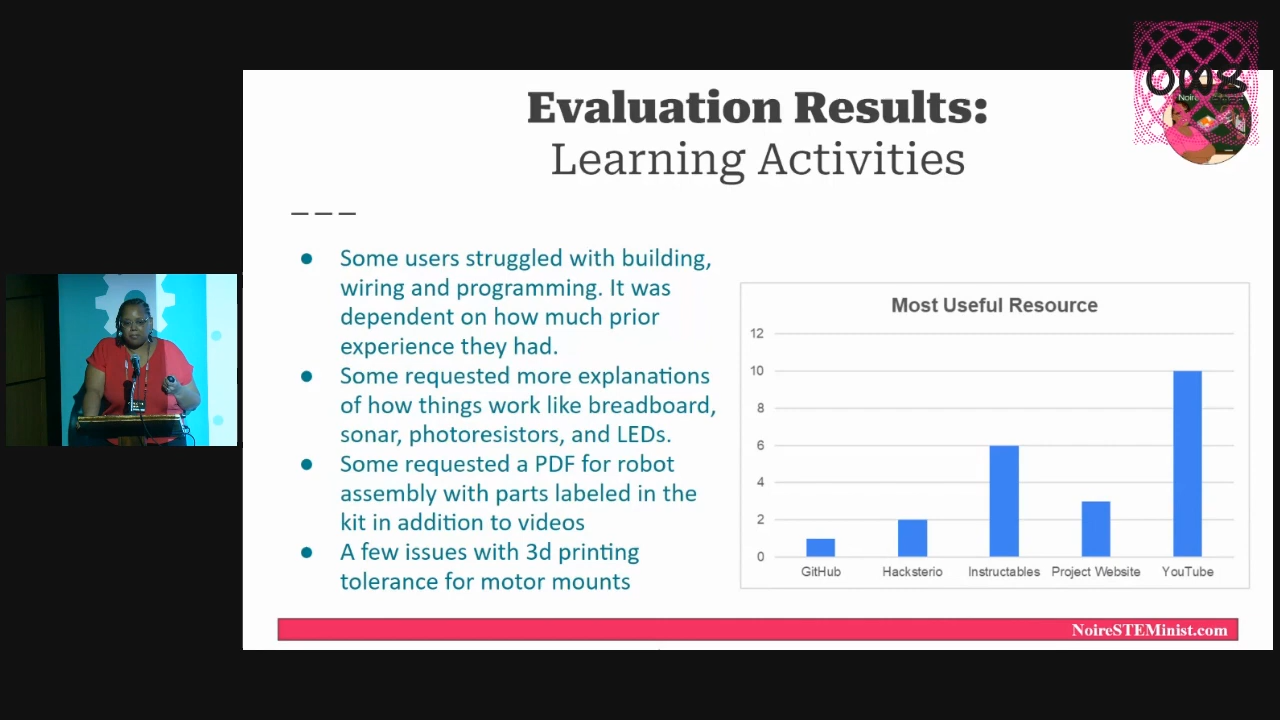 OHS
Noire
Evaluation Results:
Learning Activities
● Some users struggled with building,
wiring and programming. It was
dependent on how much prior
experience they had.
● Some requested more explanations
of how things work like breadboard,
sonar, photoresistors, and LEDs.
● Some requested a PDF for robot
assembly with parts labeled in the
kit in addition to videos
● A few issues with 3d printing
tolerance for motor mounts
Most Useful Resource
12
10
8
6
4
2
0
GitHub Hacksterio Instructables Project Website YouTube
NoireSTEMinist.com